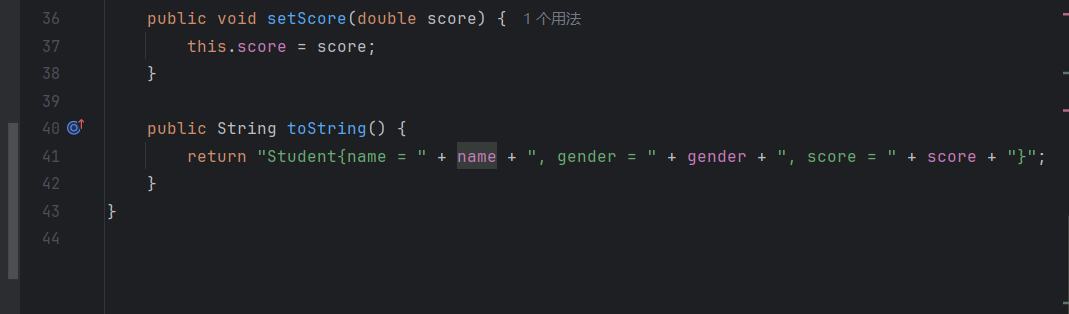 36 public void setScore(double score) { 1 个用法
37 this.score = score;
38 }
39
40 public String toString() {
41 return "Student{name = " + name + ", gender = " + gender + ", score = " + score + "}";
42 }
43 }
44